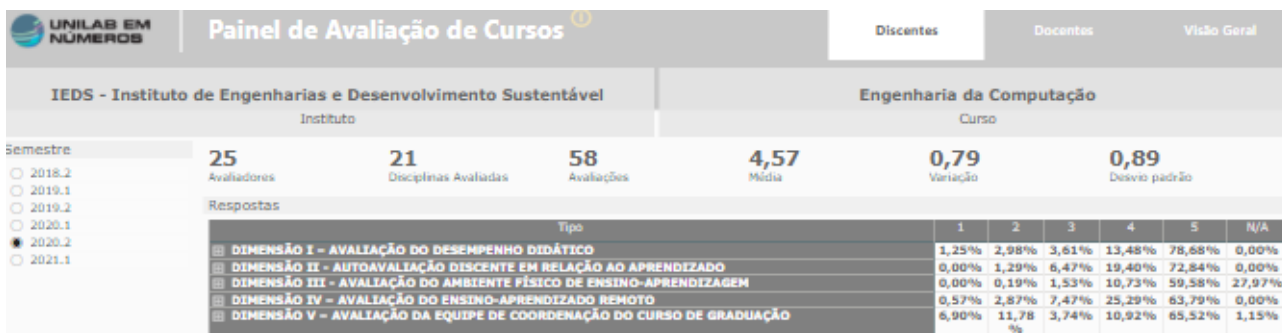 UNILAB EM
NÚMEROS
Painel de Avaliação de Cursos
Discentes Docentes Visão Geral
IEDS - Instituto de Engenharias e Desenvolvimento Sustentável Engenharia da Computação
Instituto Curso
Semestre
2018.2
2019.1
2019.2
2020.1
2020.2
2021.1
25 21 58 4,57 0,79 0,89
Avaliadores Disciplinas Avaliadas Avaliações Média Variação Desvio padrão
Respostas
Tipo 1 2 3 4 5 N/A
DIMENSÃO I – AVALIAÇÃO DO DESEMPENHO DIDÁTICO 1,25% 2,98% 3,61% 13,48% 78,68% 0,00%
DIMENSÃO II - AUTOAVALIAÇÃO DISCENTE EM RELAÇÃO AO APRENDIZADO 0,00% 1,29% 6,47% 19,40% 72,84% 0,00%
DIMENSÃO III - AVALIAÇÃO DO AMBIENTE FÍSICO DE ENSINO-APRENDIZAGEM 0,00% 0,19% 1,53% 10,73% 59,58% 27,97%
DIMENSÃO IV – AVALIAÇÃO DO ENSINO-APRENDIZADO REMOTO 0,57% 2,87% 7,47% 25,29% 63,79% 0,00%
DIMENSÃO V – AVALIAÇÃO DA EQUIPE DE COORDENAÇÃO DO CURSO DE GRADUAÇÃO 6,90% 11,78 3,74% 10,92% 65,52% 1,15%
%